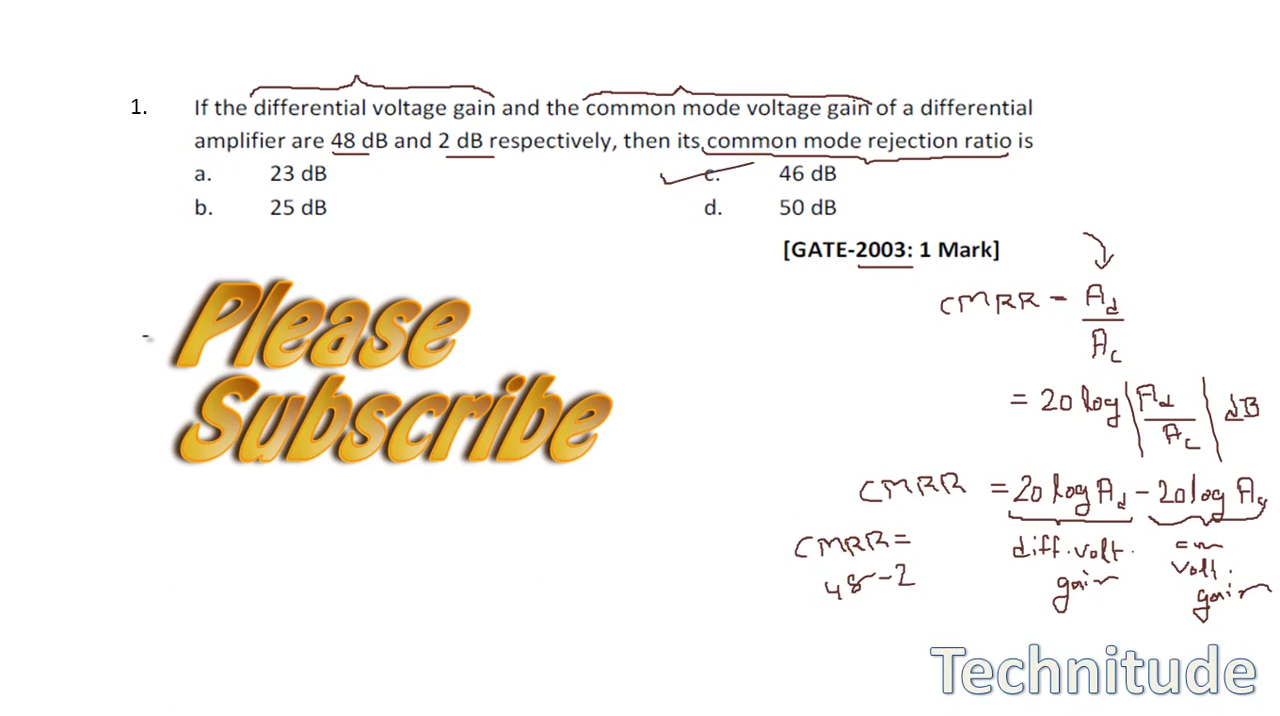 1. If the differential voltage gain and the common mode voltage gain of a differential
amplifier are 48 dB and 2 dB respectively, then its common mode rejection ratio is
a. 23 dB c. 46 dB
b. 25 dB d. 50 dB
[GATE-2003: 1 Mark]
Please
Subscribe
CMRR = Ad
Ac
= 20 log |Ad
Ac| dB
CMRR = 20 log Ad - 20 log Ac
CMRR = diff. volt. cm
48-2 gain volt.
gain
Technitude